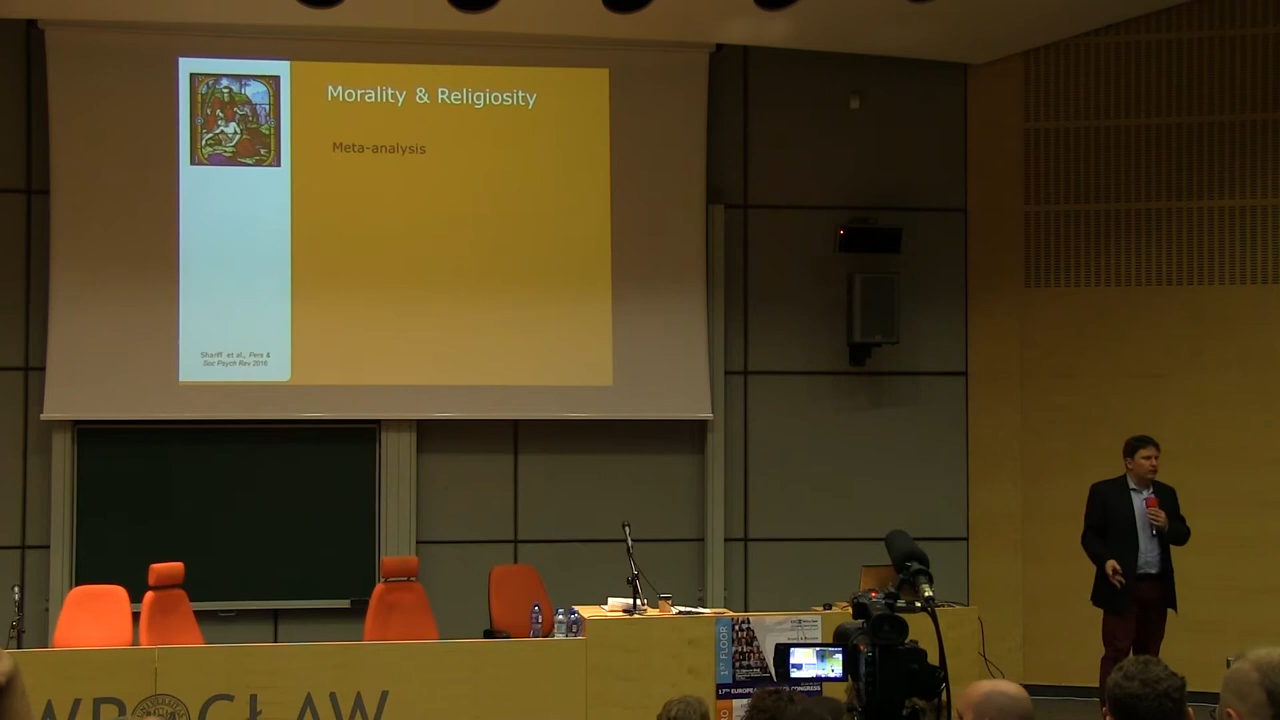 Morality & Religiosity
Meta-analysis
Shariff et al., Pers &
Soc Psych Rev 2016
1ST FLOOR
17TH EUROPEAN
CONGRESS
WROCŁAW